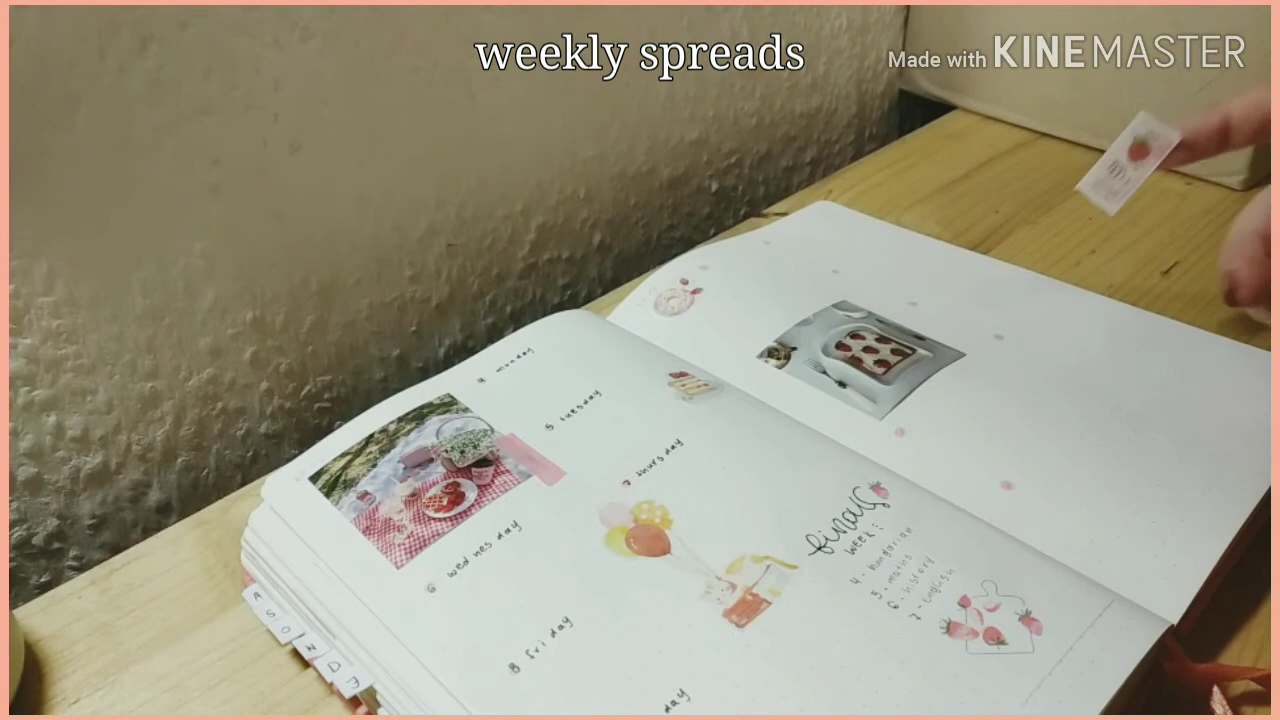 weekly spreads
Made with KINEMASTER
4 monday
5 tuesday
6 wednesday
7 thursday
8 friday
day
finals
WEEK:
4 - hungarian
5 - maths
6 - history
7 - english
A
S
O
N
D
J